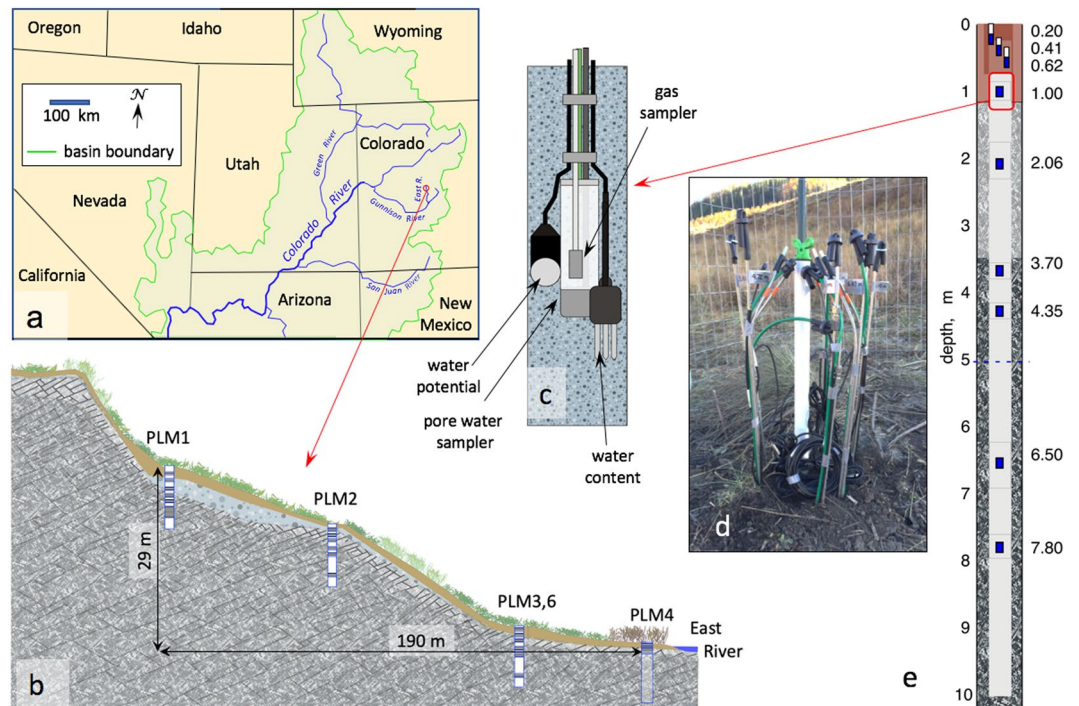 Oregon
Idaho
Wyoming
N
100 km
basin boundary
Utah
Colorado
Nevada
Green River
Colorado River
East R.
Gunnison River
California
San Juan River
Arizona
New
Mexico
a
gas
sampler
water
potential
pore water
sampler
water
content
c
d
PLM1
PLM2
PLM3,6
PLM4
29 m
190 m
East
River
b
0
1
2
3
4
5
6
7
8
9
10
depth, m
0.20
0.41
0.62
1.00
2.06
3.70
4.35
6.50
7.80
e